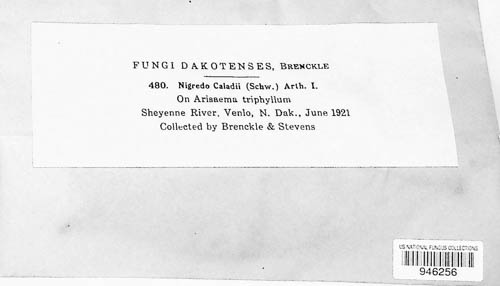 FUNGI DAKOTENSES, BRENCKLE
480. Nigredo Caladii (Schw.) Arth. I.
On Arisaema triphyllum
Sheyenne River, Venlo, N. Dak., June 1921
Collected by Brenckle & Stevens
US NATIONAL FUNGUS COLLECTIONS
946256